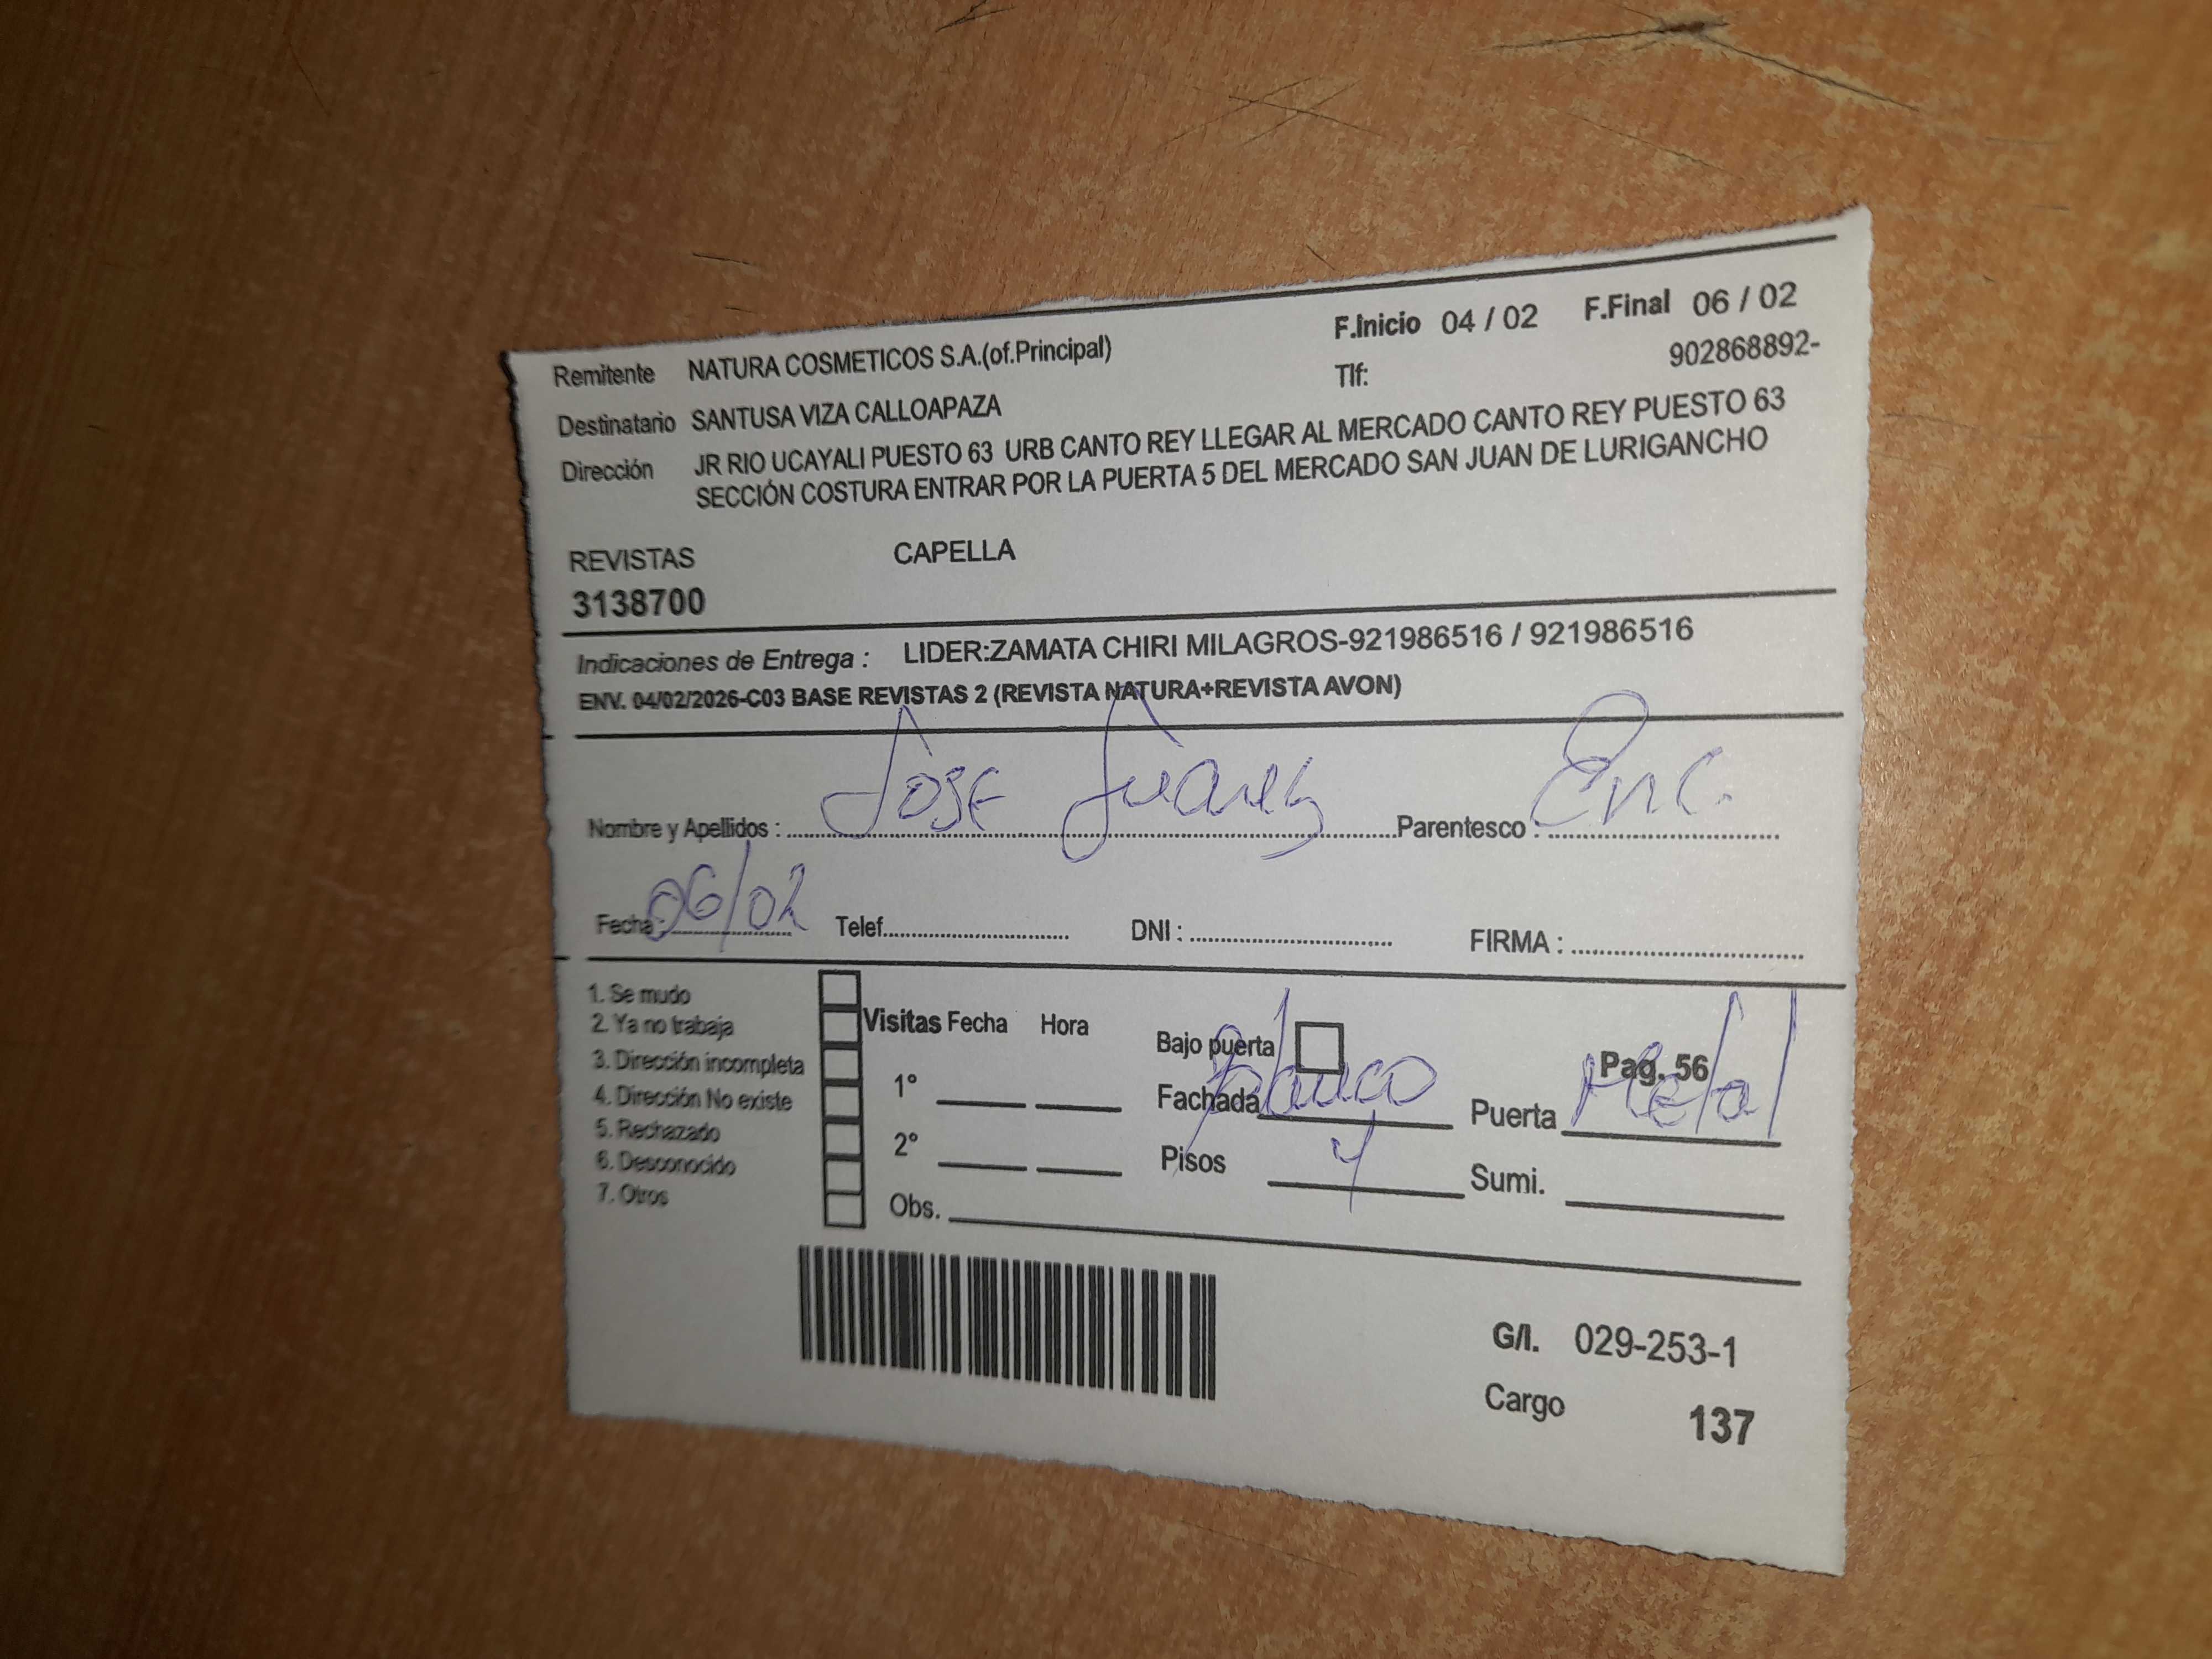 Remitente NATURA COSMETICOS S.A.(of.Principal) F.Inicio 04 / 02 F.Final 06 / 02
Tlf: 902868892-
Destinatario SANTUSA VIZA CALLOAPAZA
Dirección JR RIO UCAYALI PUESTO 63 URB CANTO REY LLEGAR AL MERCADO CANTO REY PUESTO 63
SECCIÓN COSTURA ENTRAR POR LA PUERTA 5 DEL MERCADO SAN JUAN DE LURIGANCHO
REVISTAS CAPELLA
3138700
Indicaciones de Entrega : LIDER:ZAMATA CHIRI MILAGROS-921986516 / 921986516
ENV. 04/02/2026-C03 BASE REVISTAS 2 (REVISTA NATURA+REVISTA AVON)
Nombre y Apellidos : Jose Juarez Parentesco : Enc.
Fecha : 06/02 Telef. DNI : FIRMA :
1. Se mudo
2. Ya no trabaja
3. Dirección incompleta
4. Dirección No existe
5. Rechazado
6. Desconocido
7. Otros
Visitas Fecha Hora
1°
2°
Obs.
Bajo puerta Pag. 56
Fachada blanco Puerta Metal
Pisos 4 Sumi.
G/I. 029-253-1
Cargo 137